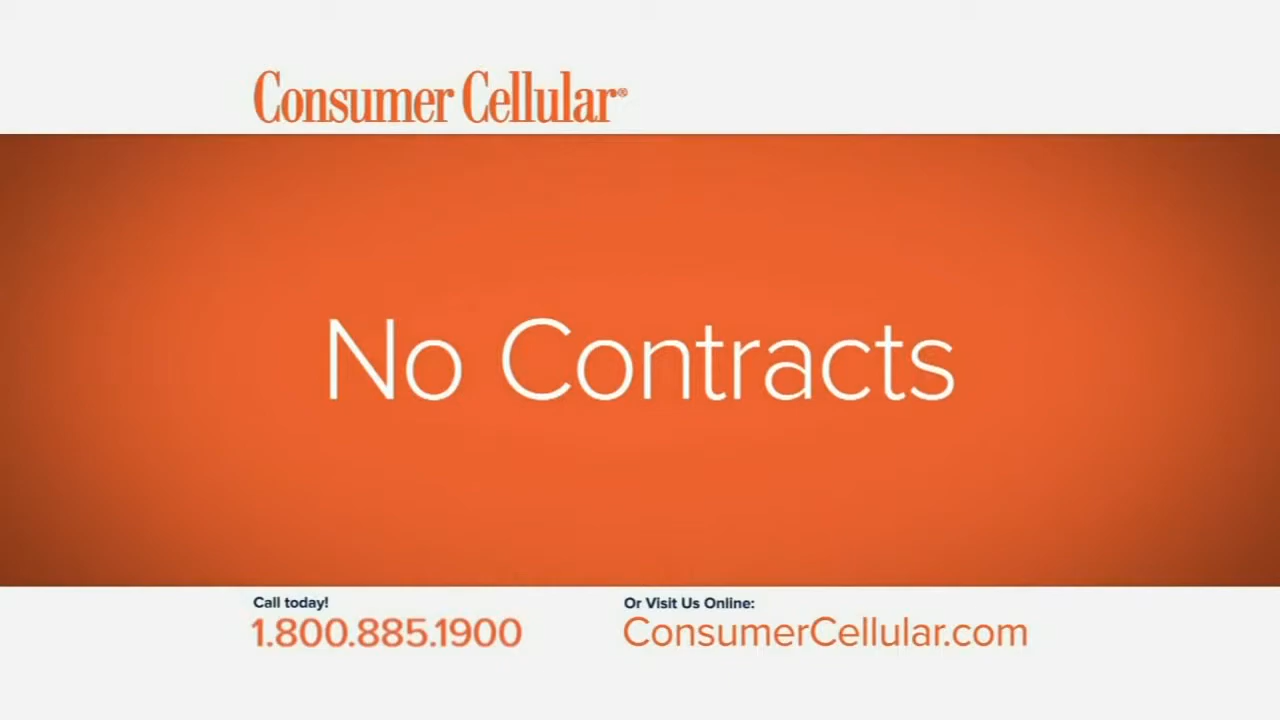 Consumer Cellular®
No Contracts
Call today!
1.800.885.1900
Or Visit Us Online:
ConsumerCellular.com